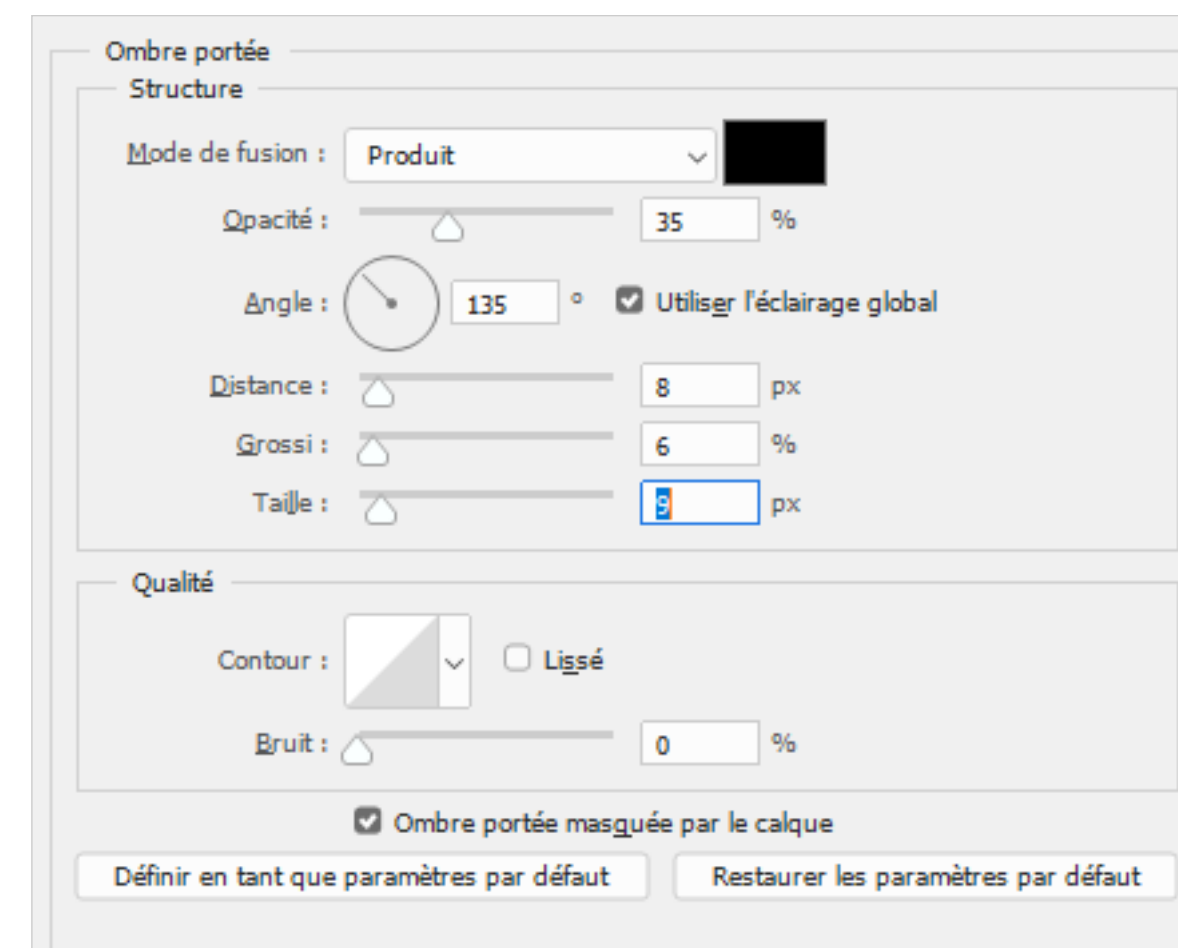 Ombre portée
Structure
Mode de fusion : Produit
Opacité : 35 %
Angle : 135 ° Utiliser l'éclairage global
Distance : 8 px
Grossi : 6 %
Taille : 9 px
Qualité
Contour : Lissé
Bruit : 0 %
Ombre portée masquée par le calque
Définir en tant que paramètres par défaut Restaurer les paramètres par défaut